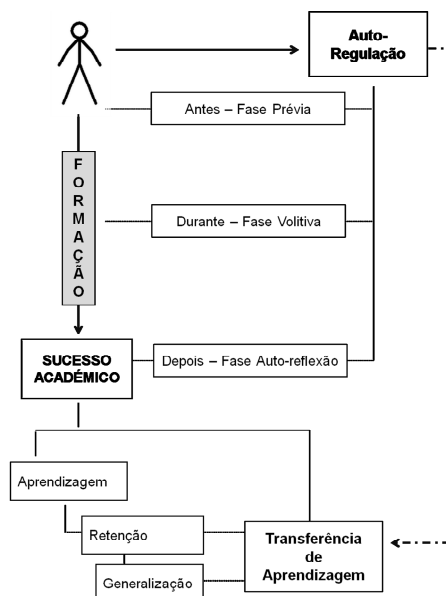 Auto-
Regulação
Antes – Fase Prévia
FORMAÇÃO
Durante – Fase Volitiva
SUCESSO
ACADÉMICO
Depois – Fase Auto-reflexão
Aprendizagem
Retenção
Transferência
de
Aprendizagem
Generalização